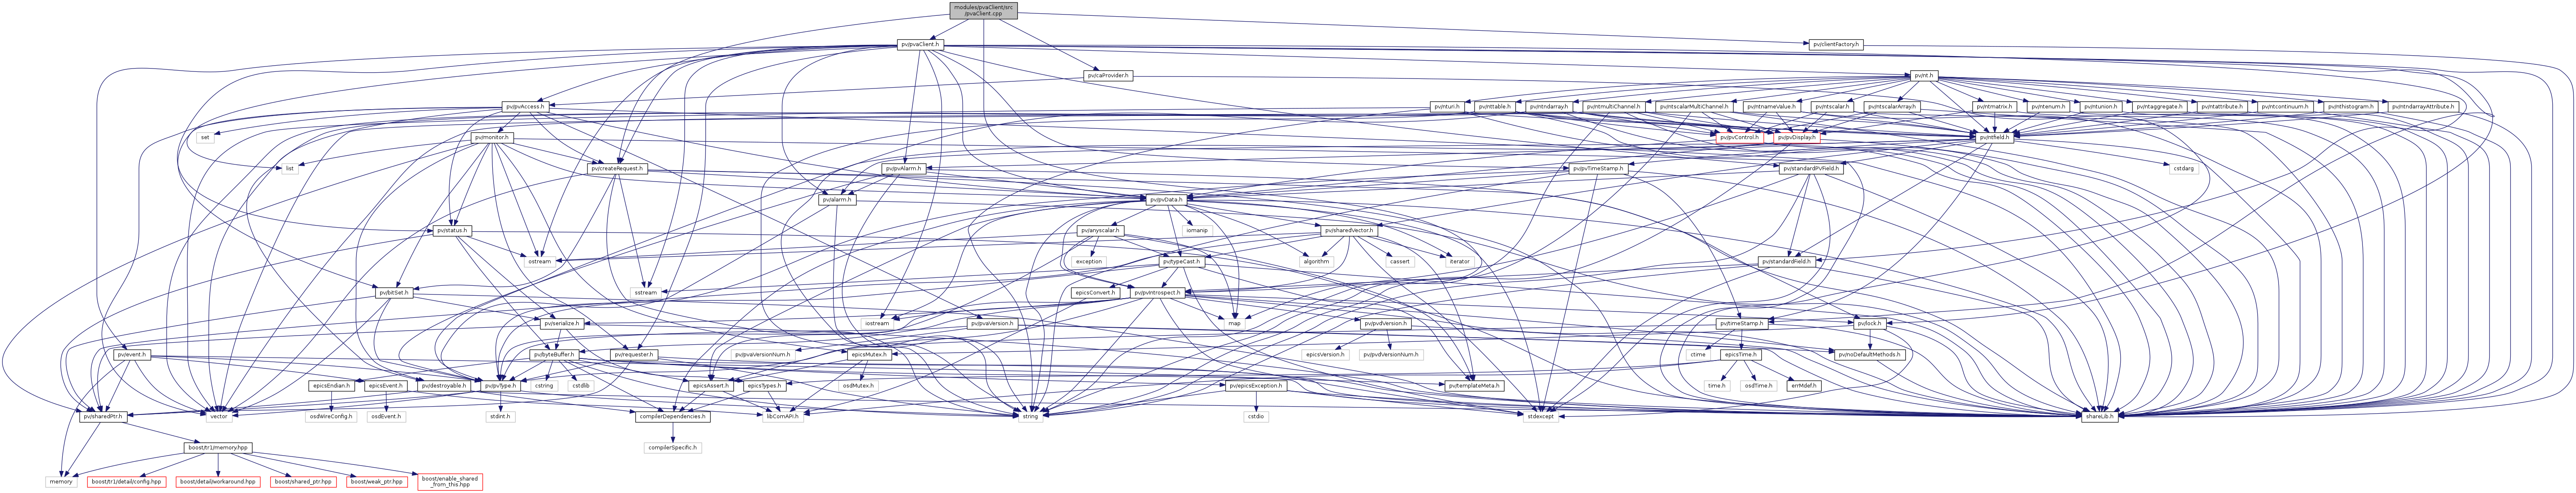 modules/pvaClient/src
/pvaClient.cpp
pv/pvaClient.h
pv/clientFactory.h
pv/caProvider.h
pv/nt.h
pv/pvAccess.h
pv/nturi.h
pv/nttable.h
pv/ntndarray.h
pv/ntmultiChannel.h
pv/ntscalarMultiChannel.h
pv/ntnameValue.h
pv/ntscalar.h
pv/ntscalarArray.h
pv/ntmatrix.h
pv/ntenum.h
pv/ntunion.h
pv/ntaggregate.h
pv/ntattribute.h
pv/ntcontinuum.h
pv/nthistogram.h
pv/ntndarrayAttribute.h
set
pv/monitor.h
pv/pvControl.h
pv/pvDisplay.h
pv/ntfield.h
list
pv/createRequest.h
pv/pvAlarm.h
pv/pvTimeStamp.h
pv/standardPVField.h
cstdarg
pv/alarm.h
pv/pvData.h
pv/status.h
pv/anyscalar.h
iomanip
pv/sharedVector.h
ostream
exception
pv/typeCast.h
algorithm
cassert
iterator
pv/standardField.h
pv/bitSet.h
sstream
epicsConvert.h
pv/pvIntrospect.h
pv/serialize.h
pv/pvaVersion.h
iostream
map
pv/pvdVersion.h
pv/timeStamp.h
pv/lock.h
pv/event.h
pv/byteBuffer.h
pv/requester.h
pv/pvaVersionNum.h
epicsMutex.h
epicsVersion.h
pv/pvdVersionNum.h
ctime
epicsTime.h
pv/noDefaultMethods.h
epicsEndian.h
epicsEvent.h
pv/destroyable.h
pv/pvType.h
cstring
cstdlib
epicsAssert.h
osdMutex.h
epicsTypes.h
pv/epicsException.h
pv/templateMeta.h
time.h
osdTime.h
errMdef.h
pv/sharedPtr.h
vector
osdWireConfig.h
osdEvent.h
stdint.h
compilerDependencies.h
libComAPI.h
string
cstdio
stdexcept
shareLib.h
boost/tr1/memory.hpp
compilerSpecific.h
memory
boost/tr1/detail/config.hpp
boost/detail/workaround.hpp
boost/shared_ptr.hpp
boost/weak_ptr.hpp
boost/enable_shared
_from_this.hpp